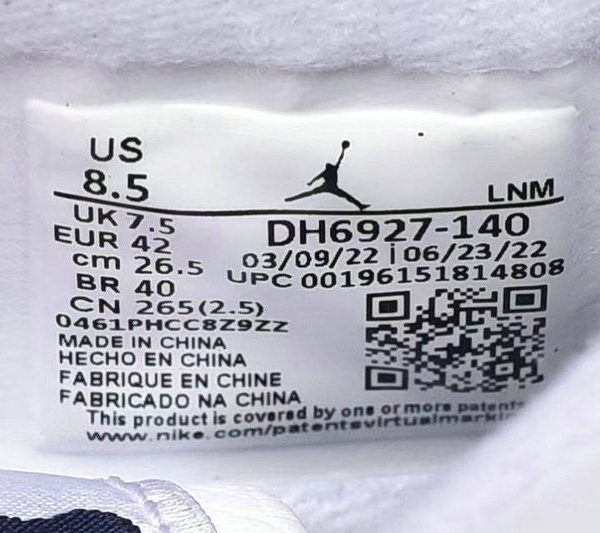 US
8.5
LNM
UK 7.5
EUR 42
cm 26.5
BR 40
CN 265(2.5)
DH6927-140
03/09/22 | 06/23/22
UPC 00196151814808
0461PHCC8Z9ZZ
MADE IN CHINA
HECHO EN CHINA
FABRIQUE EN CHINE
FABRICADO NA CHINA
This product is covered by one or more patents
www.nike.com/patentsvirtualmarki